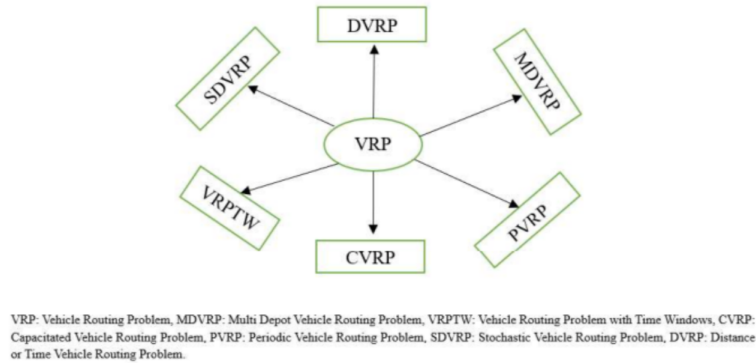 DVRP
SDVRP
MDVRP
VRP
VRPTW
PVRP
CVRP
VRP: Vehicle Routing Problem, MDVRP: Multi Depot Vehicle Routing Problem, VRPTW: Vehicle Routing Problem with Time Windows, CVRP:
Capacitated Vehicle Routing Problem, PVRP: Periodic Vehicle Routing Problem, SDVRP: Stochastic Vehicle Routing Problem, DVRP: Distance
or Time Vehicle Routing Problem.